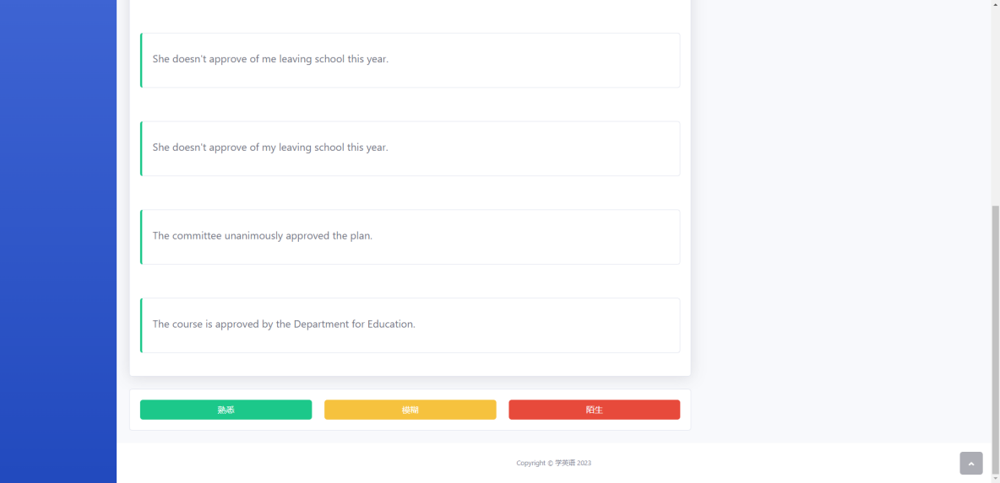 She doesn't approve of me leaving school this year.
She doesn't approve of my leaving school this year.
The committee unanimously approved the plan.
The course is approved by the Department for Education.
熟悉
模糊
陌生
Copyright © 学英语 2023